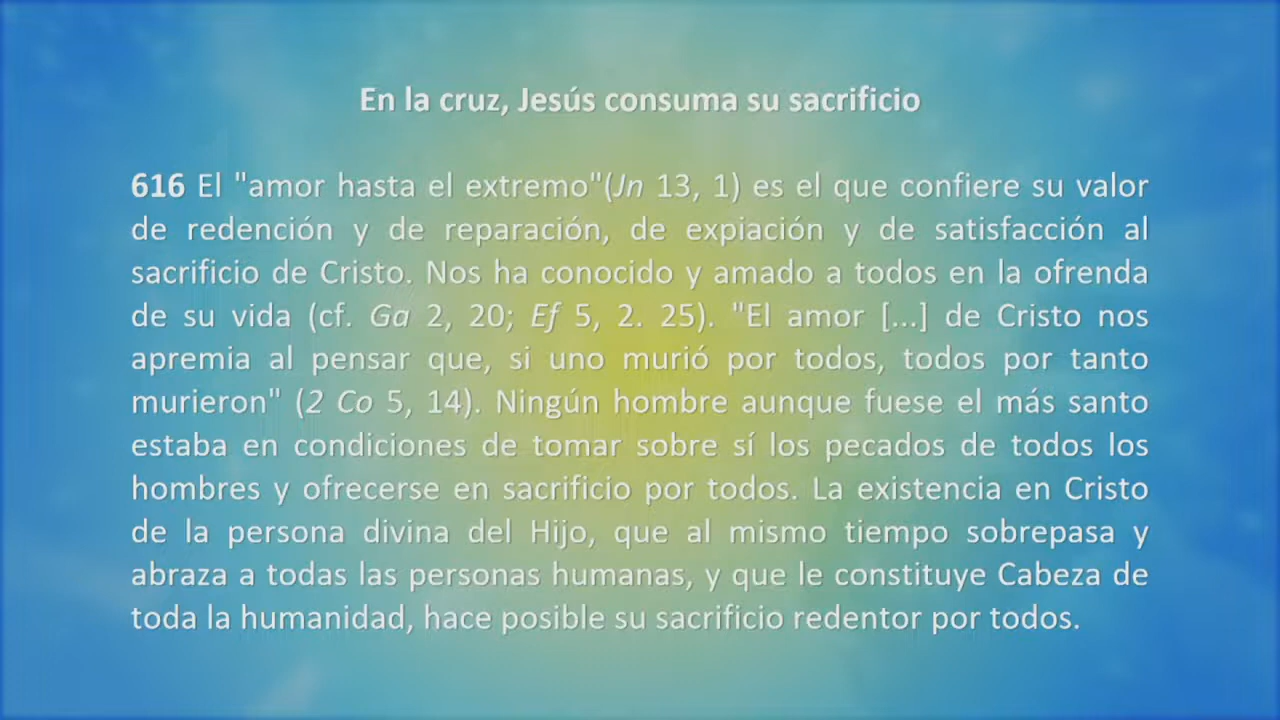 En la cruz, Jesús consuma su sacrificio
616 El "amor hasta el extremo"(Jn 13, 1) es el que confiere su valor
de redención y de reparación, de expiación y de satisfacción al
sacrificio de Cristo. Nos ha conocido y amado a todos en la ofrenda
de su vida (cf. Ga 2, 20; Ef 5, 2. 25). "El amor [...] de Cristo nos
apremia al pensar que, si uno murió por todos, todos por tanto
murieron" (2 Co 5, 14). Ningún hombre aunque fuese el más santo
estaba en condiciones de tomar sobre sí los pecados de todos los
hombres y ofrecerse en sacrificio por todos. La existencia en Cristo
de la persona divina del Hijo, que al mismo tiempo sobrepasa y
abraza a todas las personas humanas, y que le constituye Cabeza de
toda la humanidad, hace posible su sacrificio redentor por todos.